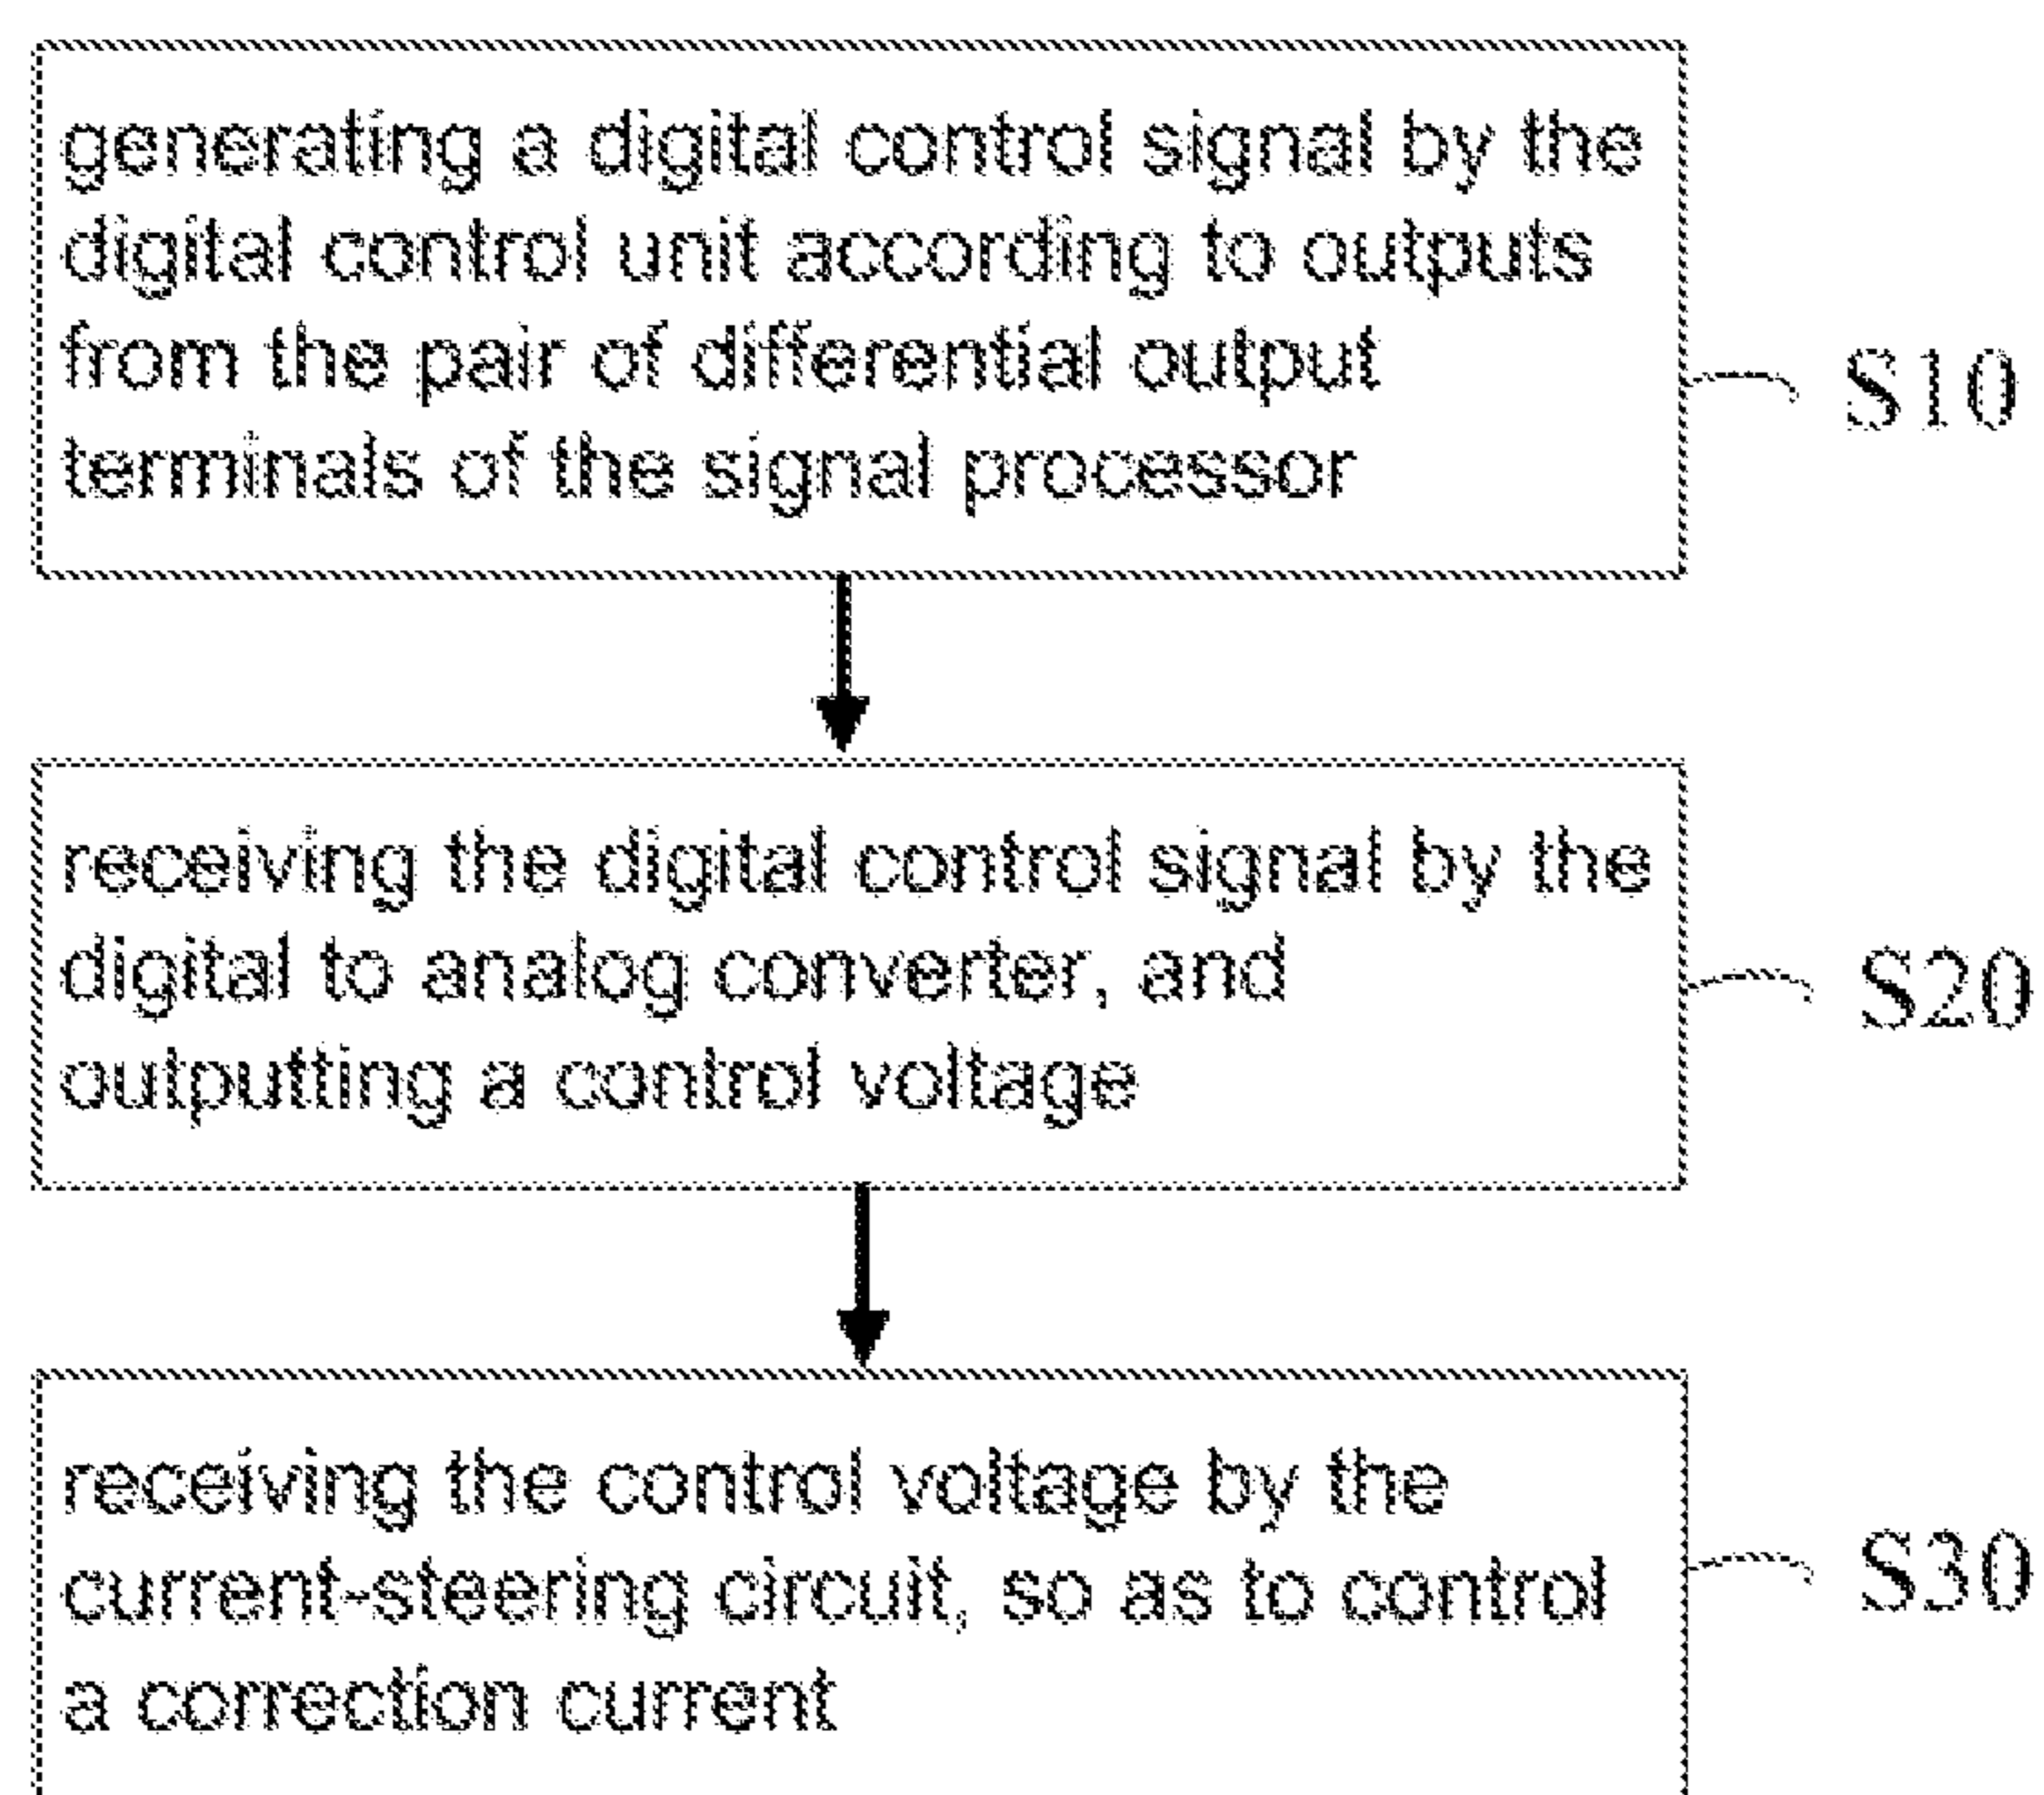 generating a digital control signal by the
digital control unit according to outputs
from the pair of differential output
terminals of the signal processor
S10
receiving the digital control signal by the
digital to analog converter, and
outputting a control voltage
S20
receiving the control voltage by the
current-steering circuit, so as to control
a correction current
S30